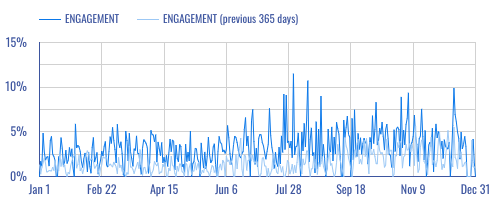 ENGAGEMENT ENGAGEMENT (previous 365 days)
15%
10%
5%
0%
Jan 1 Feb 22 Apr 15 Jun 6 Jul 28 Sep 18 Nov 9 Dec 31